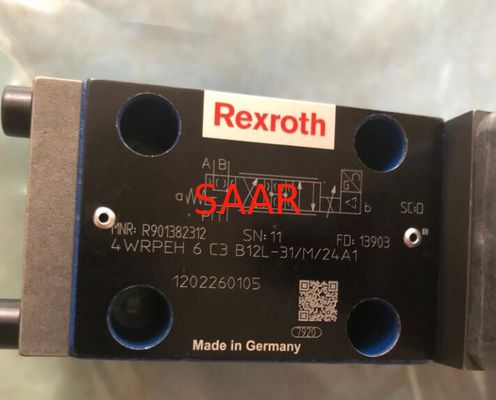 Rexroth
A B
a
b
SAAR
SC:D
MNR: R901382312 SN: 11 FD: 13903
4WRPEH 6 C3 B12L-31/M/24A1
1202260105
7920
Made in Germany